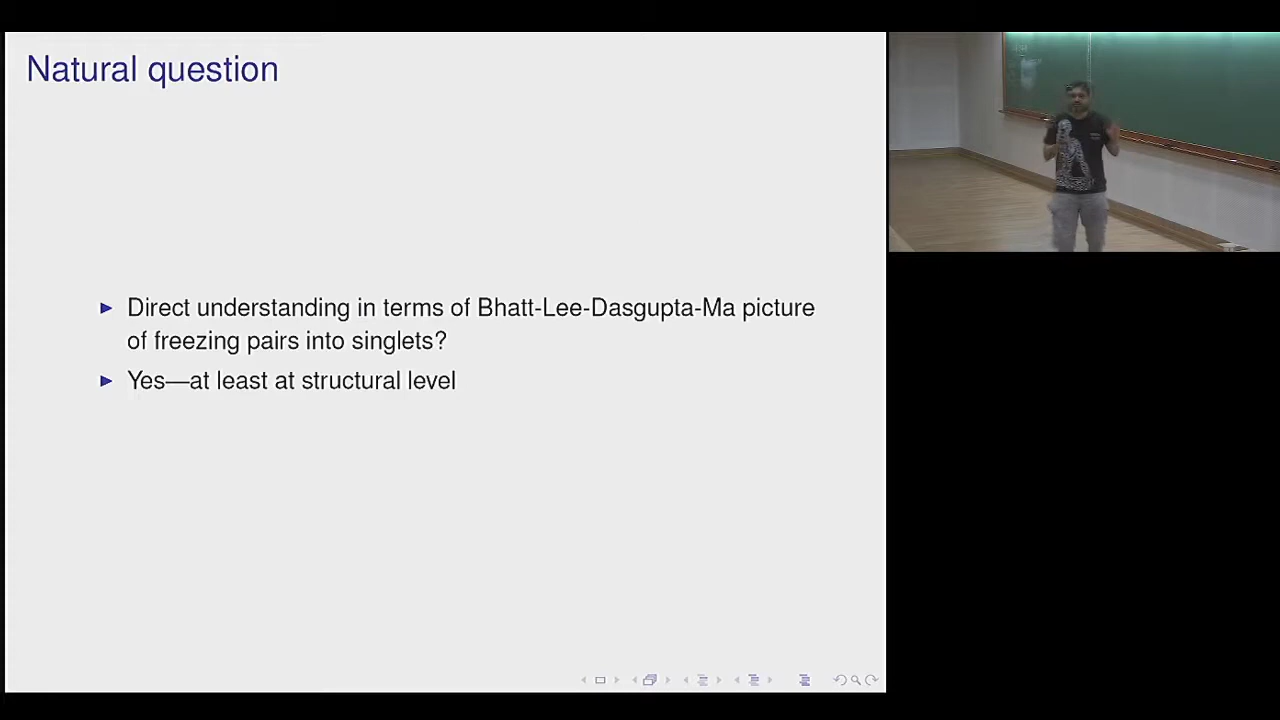 Natural question
Direct understanding in terms of Bhatt-Lee-Dasgupta-Ma picture
of freezing pairs into singlets?
Yes—at least at structural level